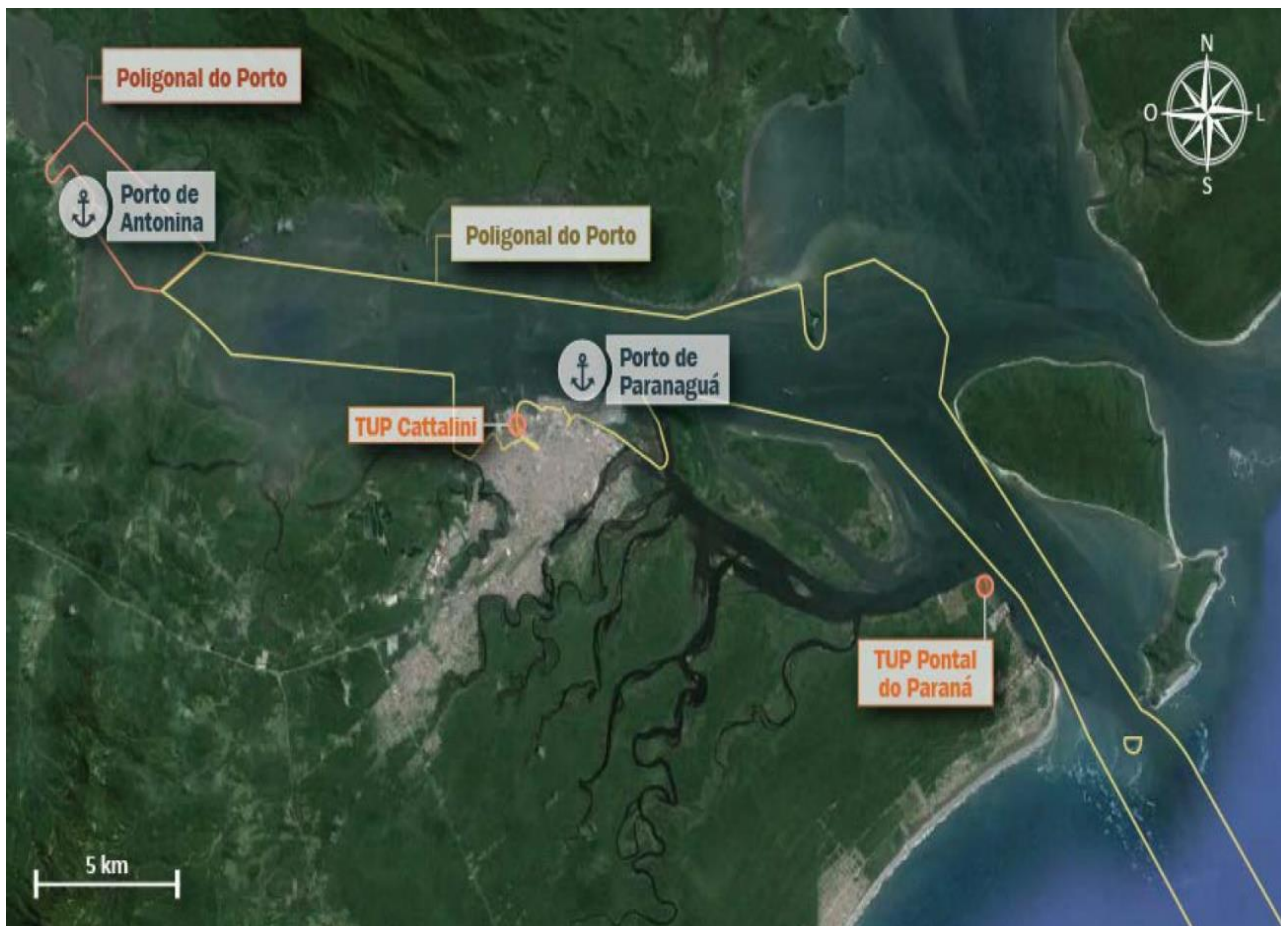 Poligonal do Porto
N
O
L
S
Porto de
Antonina
Poligonal do Porto
Porto de
Paranaguá
TUP Cattalini
TUP Pontal
do Paraná
5 km